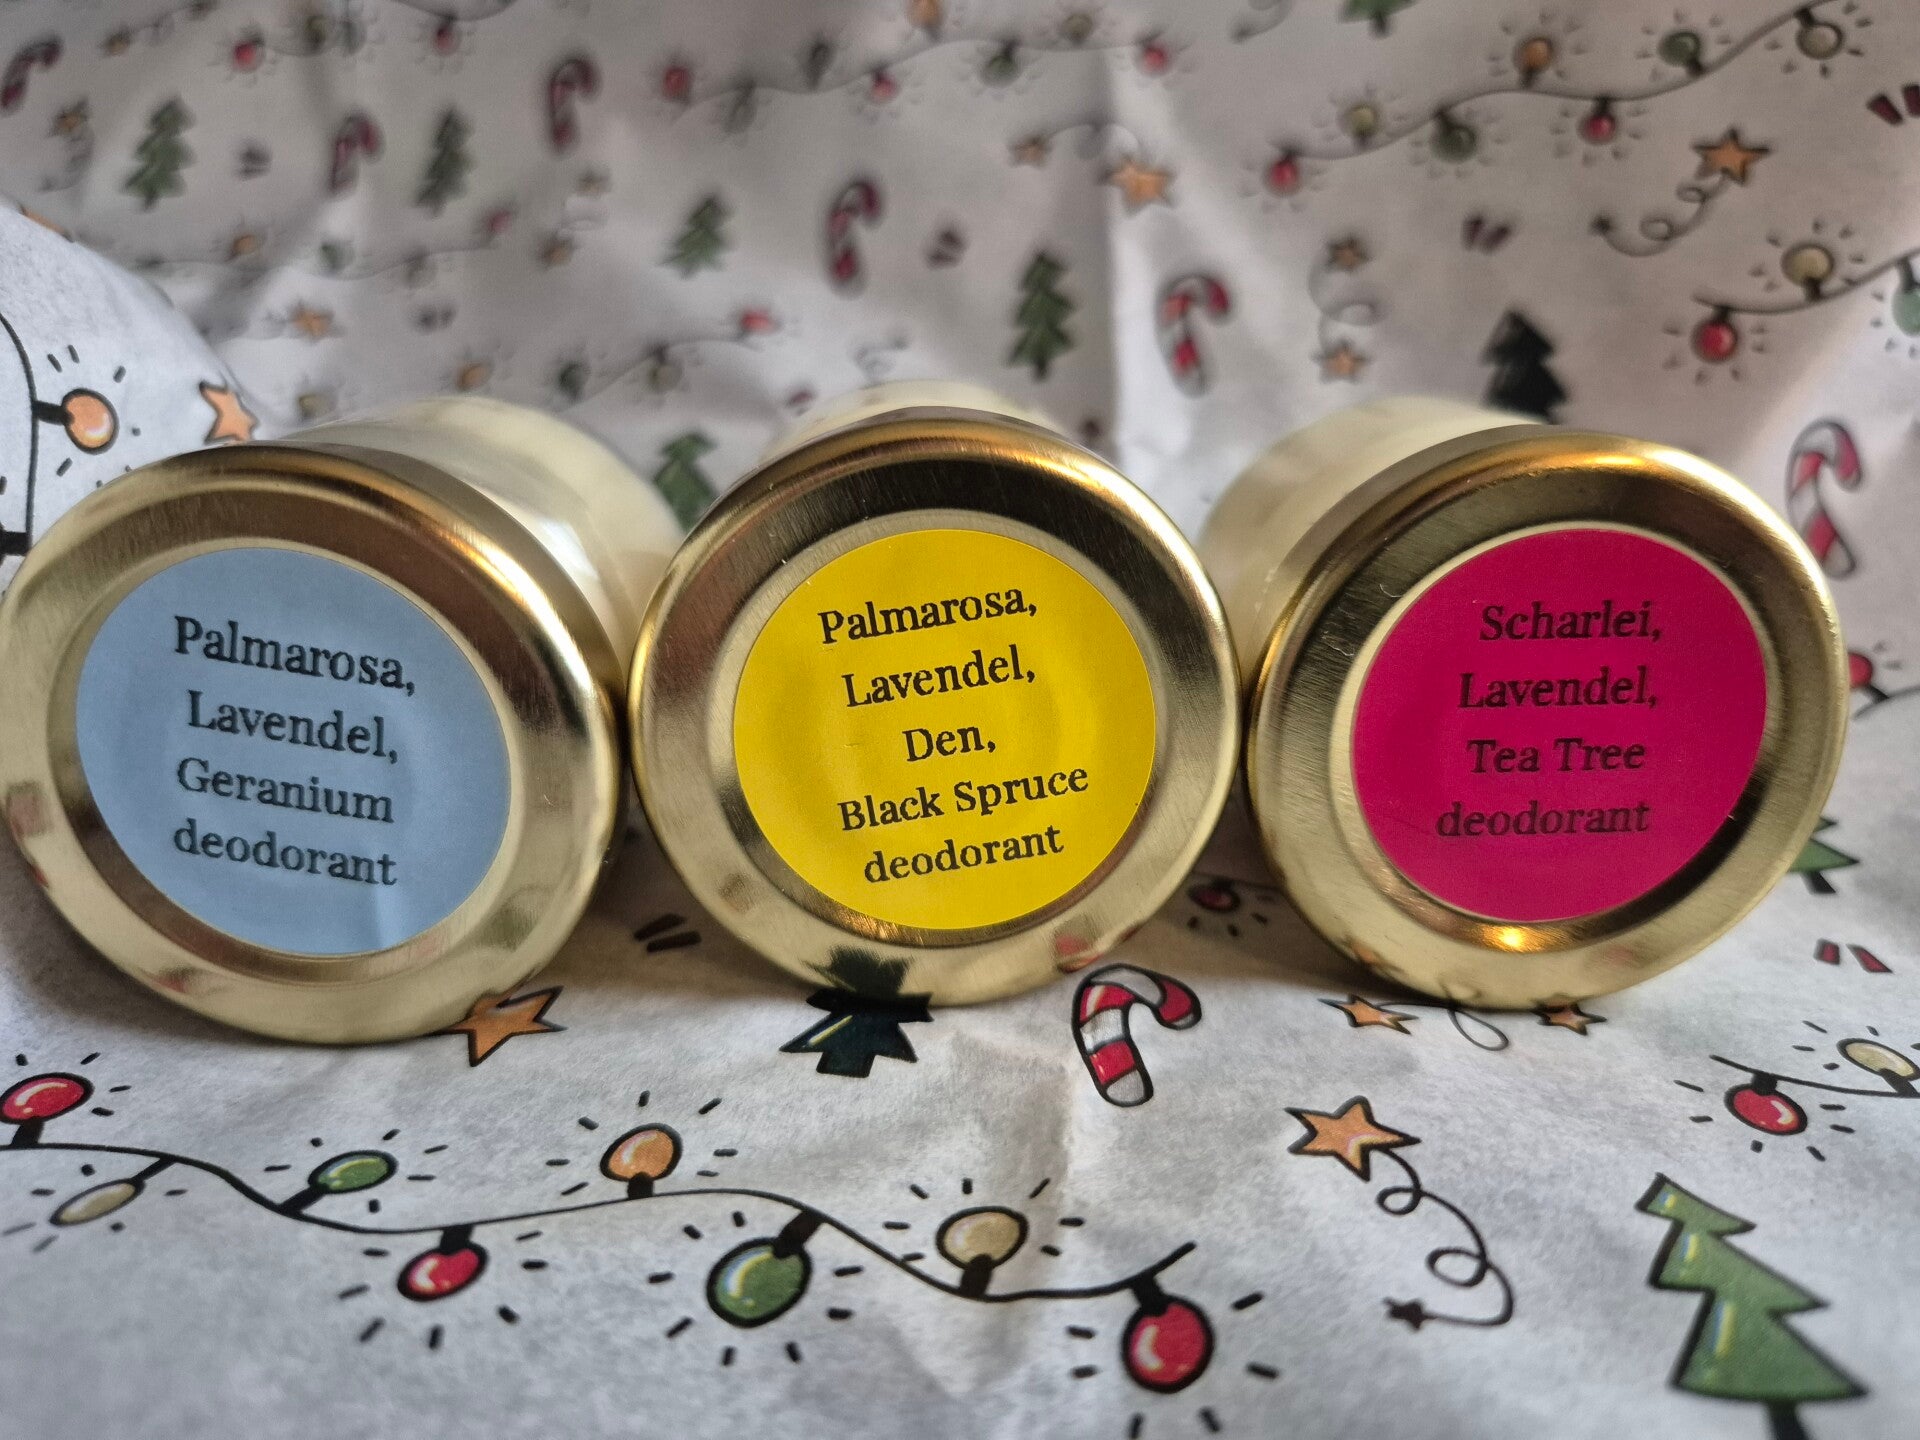 Palmarosa,
Lavendel,
Geranium
deodorant
Palmarosa,
Lavendel,
Den,
Black Spruce
deodorant
Scharlei,
Lavendel,
Tea Tree
deodorant